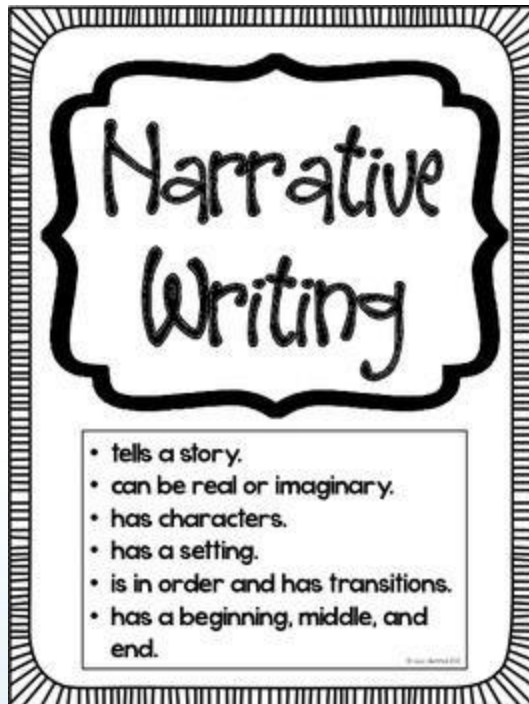 Narrative
Writing
• tells a story.
• can be real or imaginary.
• has characters.
• has a setting.
• is in order and has transitions.
• has a beginning, middle, and
end.